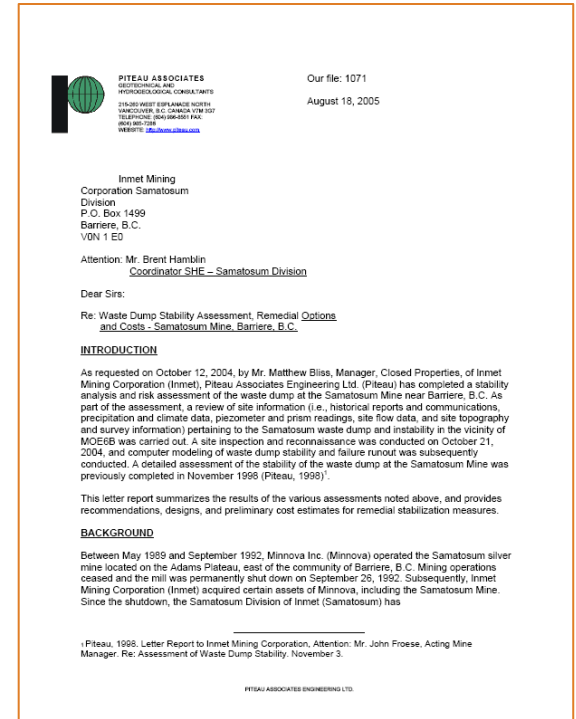 PITEAU ASSOCIATES
GEOTECHNICAL AND
HYDROGEOLOGICAL CONSULTANTS
215-260 WEST ESPLANADE NORTH
VANCOUVER, B.C. CANADA V7M 3G7
TELEPHONE: (604) 986-8551 FAX:
(604) 985-7286
WEBSITE: http://www.piteau.com
Our file: 1071
August 18, 2005
Inmet Mining
Corporation Samatosum
Division
P.O. Box 1499
Barriere, B.C.
V0N 1 E0
Attention: Mr. Brent Hamblin
Coordinator SHE – Samatosum Division
Dear Sirs:
Re: Waste Dump Stability Assessment, Remedial Options
and Costs - Samatosum Mine, Barriere, B.C.
INTRODUCTION
As requested on October 12, 2004, by Mr. Matthew Bliss, Manager, Closed Properties, of Inmet
Mining Corporation (Inmet), Piteau Associates Engineering Ltd. (Piteau) has completed a stability
analysis and risk assessment of the waste dump at the Samatosum Mine near Barriere, B.C. As
part of the assessment, a review of site information (i.e., historical reports and communications,
precipitation and climate data, piezometer and prism readings, site flow data, and site topography
and survey information) pertaining to the Samatosum waste dump and instability in the vicinity of
MOE6B was carried out. A site inspection and reconnaissance was conducted on October 21,
2004, and computer modeling of waste dump stability and failure runout was subsequently
conducted. A detailed assessment of the stability of the waste dump at the Samatosum Mine was
previously completed in November 1998 (Piteau, 1998)1.
This letter report summarizes the results of the various assessments noted above, and provides
recommendations, designs, and preliminary cost estimates for remedial stabilization measures.
BACKGROUND
Between May 1989 and September 1992, Minnova Inc. (Minnova) operated the Samatosum silver
mine located on the Adams Plateau, east of the community of Barriere, B.C. Mining operations
ceased and the mill was permanently shut down on September 26, 1992. Subsequently, Inmet
Mining Corporation (Inmet) acquired certain assets of Minnova, including the Samatosum Mine.
Since the shutdown, the Samatosum Division of Inmet (Samatosum) has
1 Piteau, 1998. Letter Report to Inmet Mining Corporation, Attention: Mr. John Froese, Acting Mine
Manager. Re: Assessment of Waste Dump Stability. November 3.
PITEAU ASSOCIATES ENGINEERING LTD.